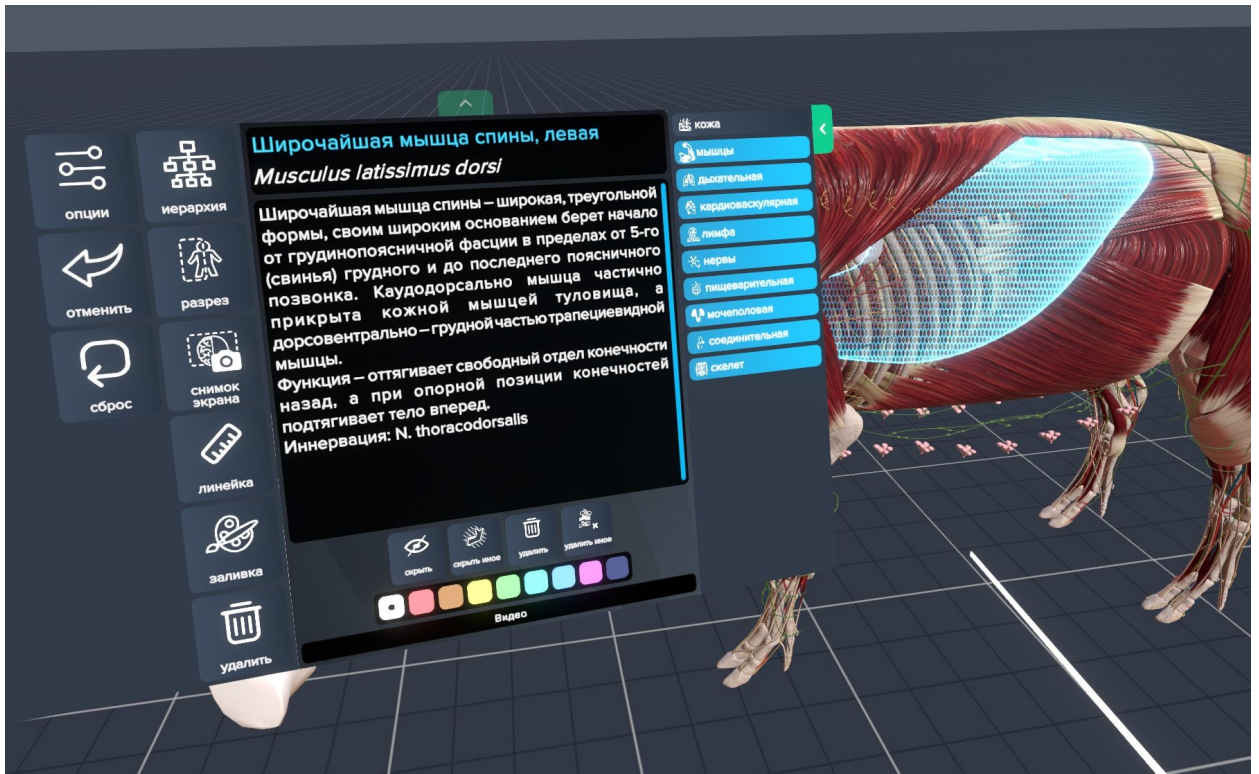 опции
иерархия
отменить
разрез
сброс
снимок
экрана
линейка
заливка
удалить
Широчайшая мышца спины, левая
Musculus latissimus dorsi
Широчайшая мышца спины – широкая, треугольной
формы, своим широким основанием берет начало
от грудинопоясничной фасции в пределах от 5-го
(свинья) грудного и до последнего поясничного
позвонка. Каудодорсально мышца частично
прикрыта кожной мышцей туловища, а
дорсовентрально – грудной частью трапециевидной
мышцы.
Функция – оттягивает свободный отдел конечности
назад, а при опорной позиции конечностей
подтягивает тело вперед.
Иннервация: N. thoracodorsalis
скрыть
скрыть иное
удалить
удалить иное
Видео
кожа
мышцы
дыхательная
кардиоваскулярная
лимфа
нервы
пищеварительная
мочеполовая
соединительная
скелет